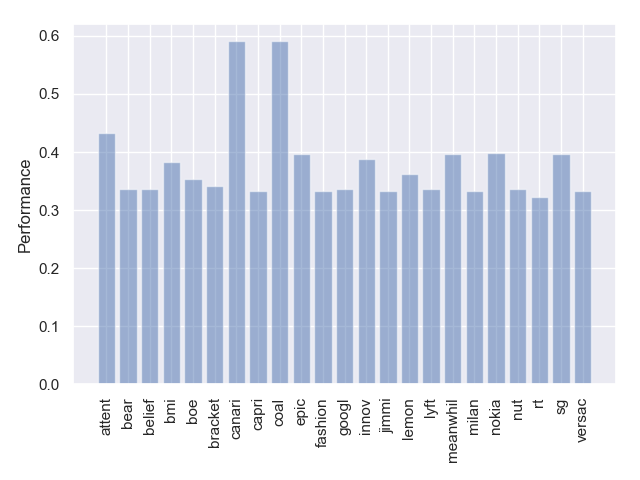 0.6
0.5
0.4
0.3
0.2
0.1
0.0
Performance
attent
bear
belief
bmi
boe
bracket
canari
capri
coal
epic
fashion
googl
innov
jimmi
lemon
lyft
meanwhil
milan
nokia
nut
rt
sg
versac